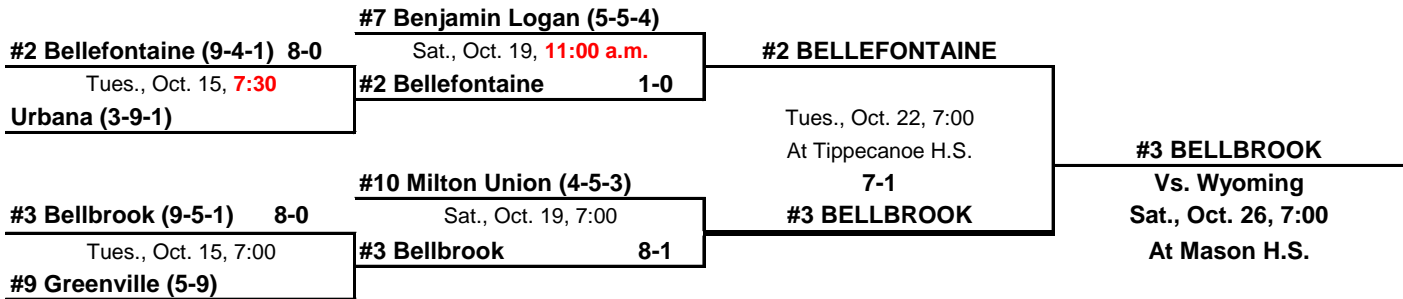 #7 Benjamin Logan (5-5-4)
#2 Bellefontaine (9-4-1) 8-0
Sat., Oct. 19, 11:00 a.m.
#2 BELLEFONTAINE
Tues., Oct. 15, 7:30
#2 Bellefontaine 1-0
Urbana (3-9-1)
Tues., Oct. 22, 7:00
At Tippecanoe H.S.
#3 BELLBROOK
#10 Milton Union (4-5-3)
7-1
Vs. Wyoming
#3 Bellbrook (9-5-1) 8-0
Sat., Oct. 19, 7:00
#3 BELLBROOK
Sat., Oct. 26, 7:00
Tues., Oct. 15, 7:00
#3 Bellbrook 8-1
At Mason H.S.
#9 Greenville (5-9)